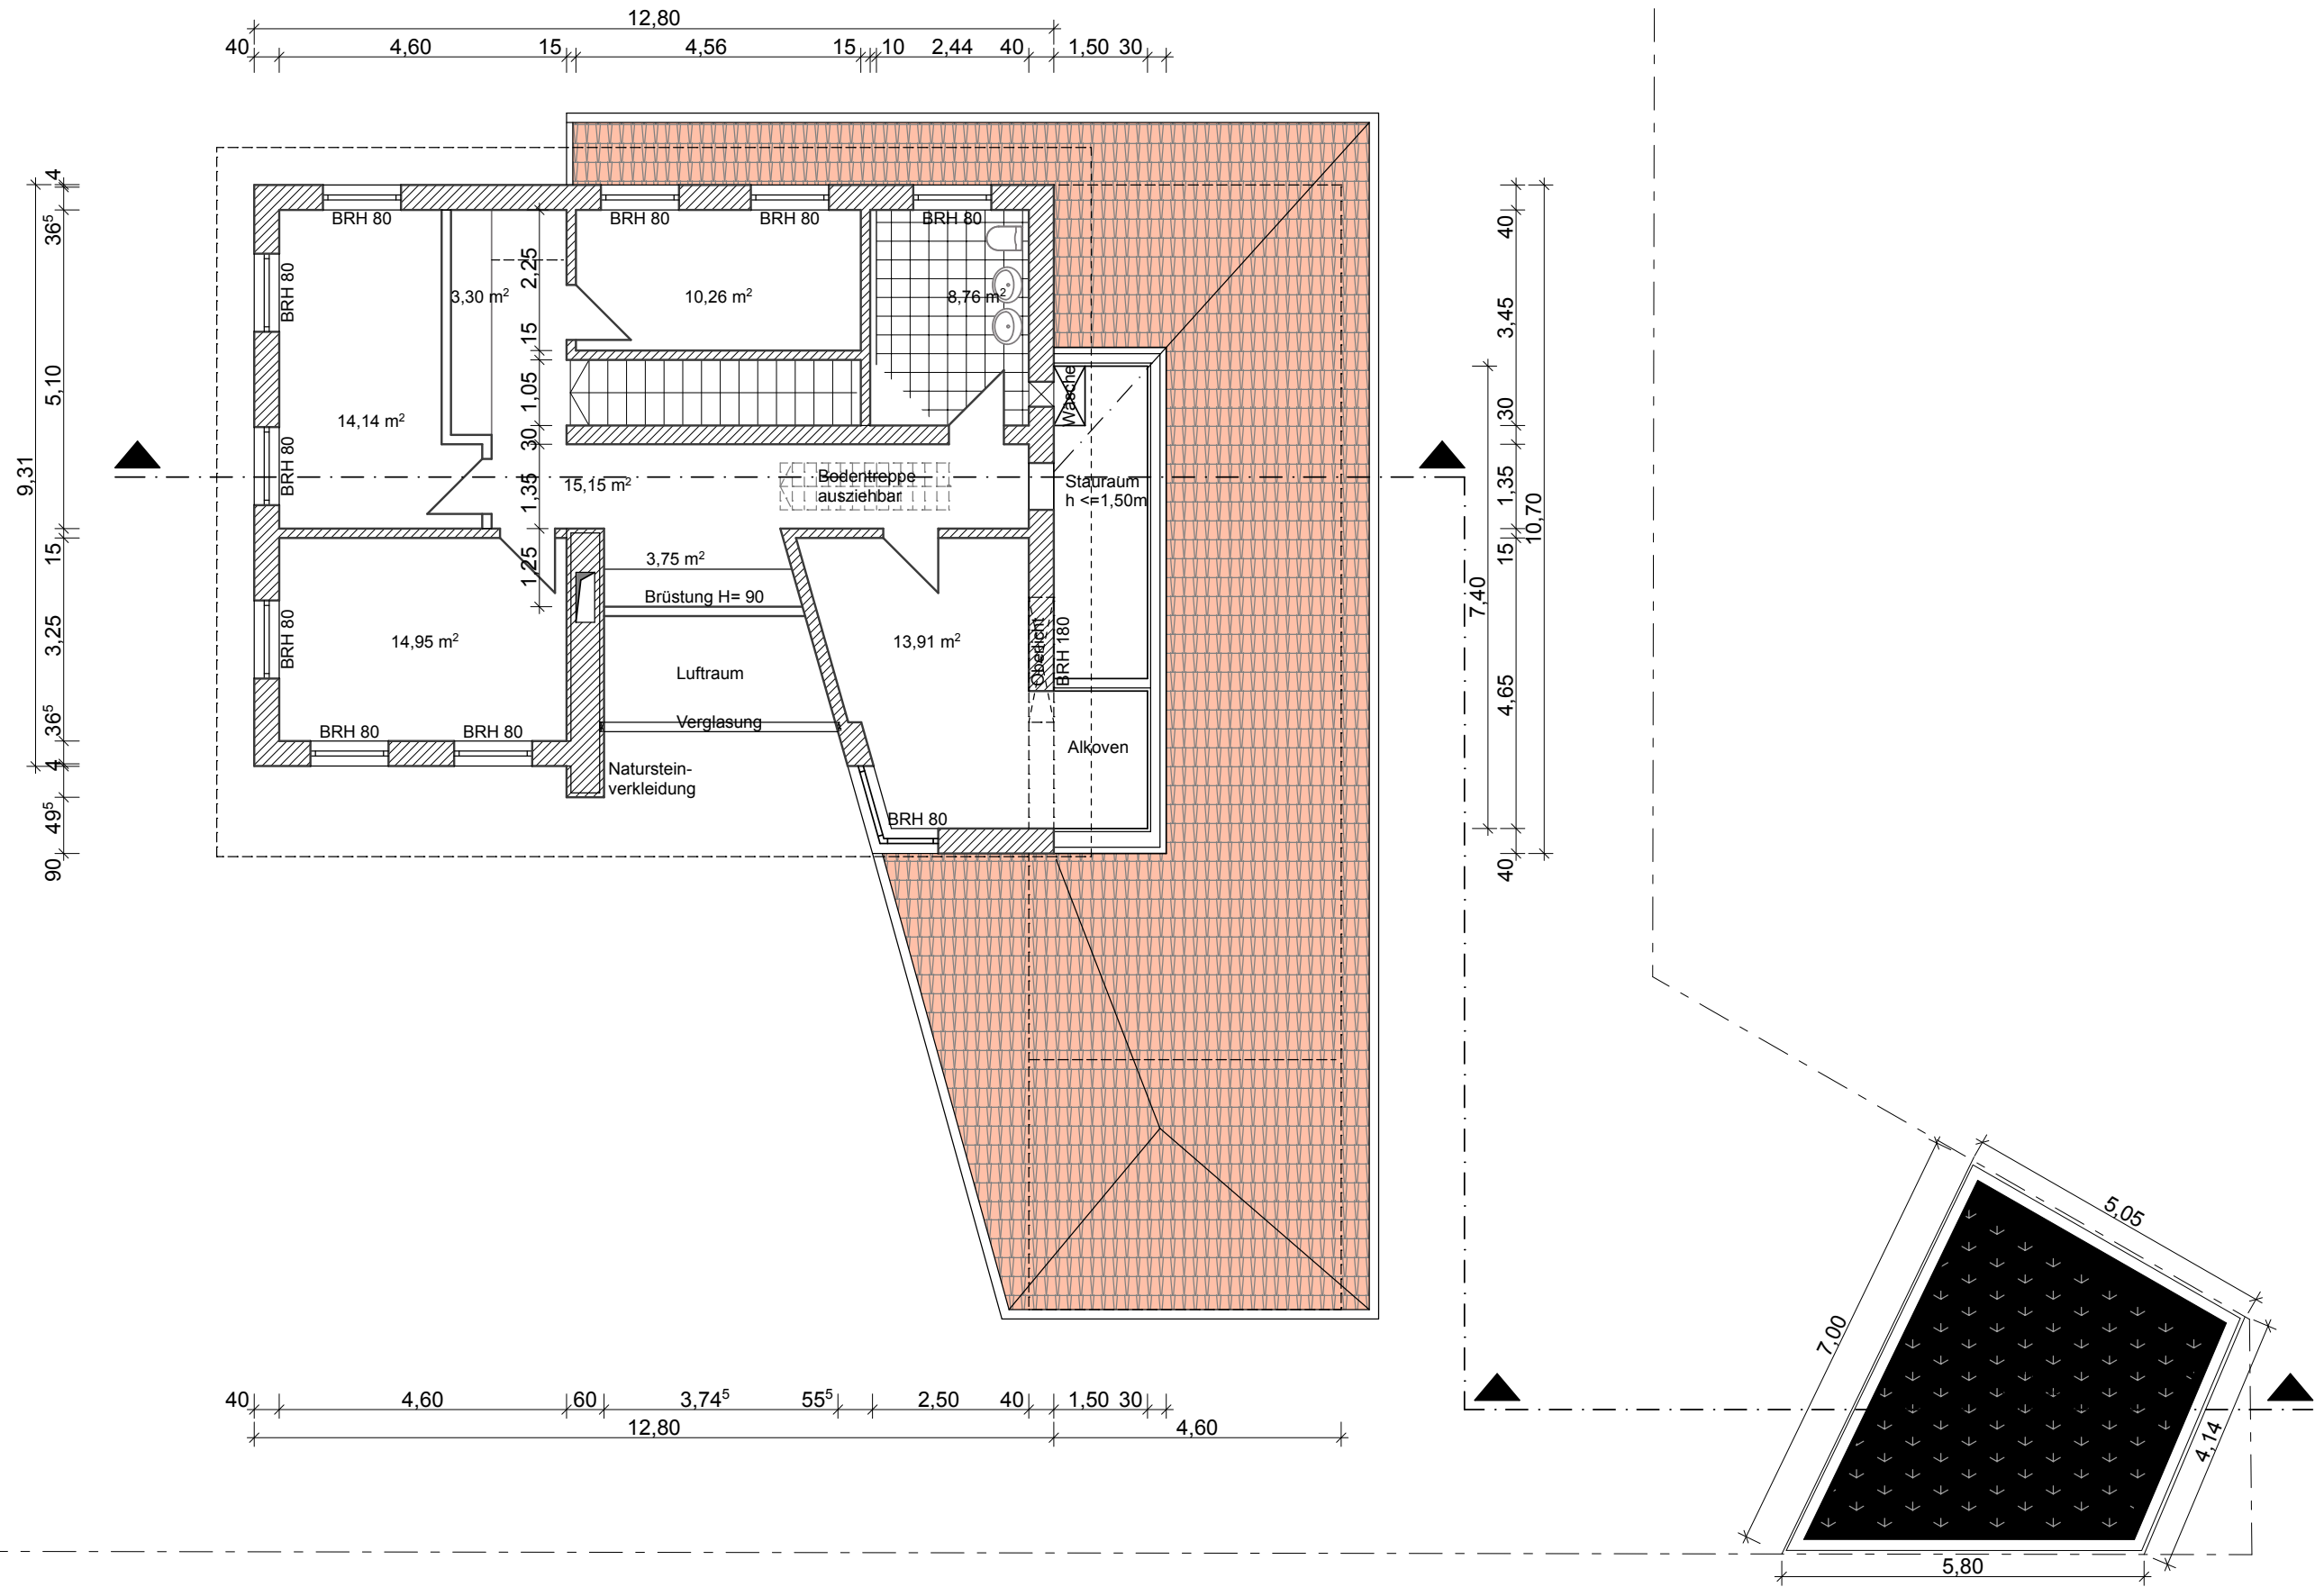 12,80
40 4,60 15 4,56 15 10 2,44 40 1,50 30
BRH 80 BRH 80 BRH 80 BRH 80
4
36⁵
5,10
15
3,25
36⁵
4
49⁵
90
9,31
BRH 80
BRH 80
BRH 80
2,25
15
1,05
30
1,35
1,25
3,30 m²
10,26 m²
8,76 m²
14,14 m²
Wäsche
15,15 m²
Bodentreppe
ausziehbar
Stauraum
h <=1,50m
3,75 m²
Brüstung H= 90
14,95 m²
13,91 m²
Oberlicht
BRH 180
Luftraum
Verglasung
BRH 80 BRH 80
Alkoven
Naturstein-
verkleidung
BRH 80
40
3,45
30
1,35
15
4,65
40
7,40
10,70
40 4,60 60 3,74⁵ 55⁵ 2,50 40 1,50 30
12,80 4,60
5,05
7,00
4,14
5,80